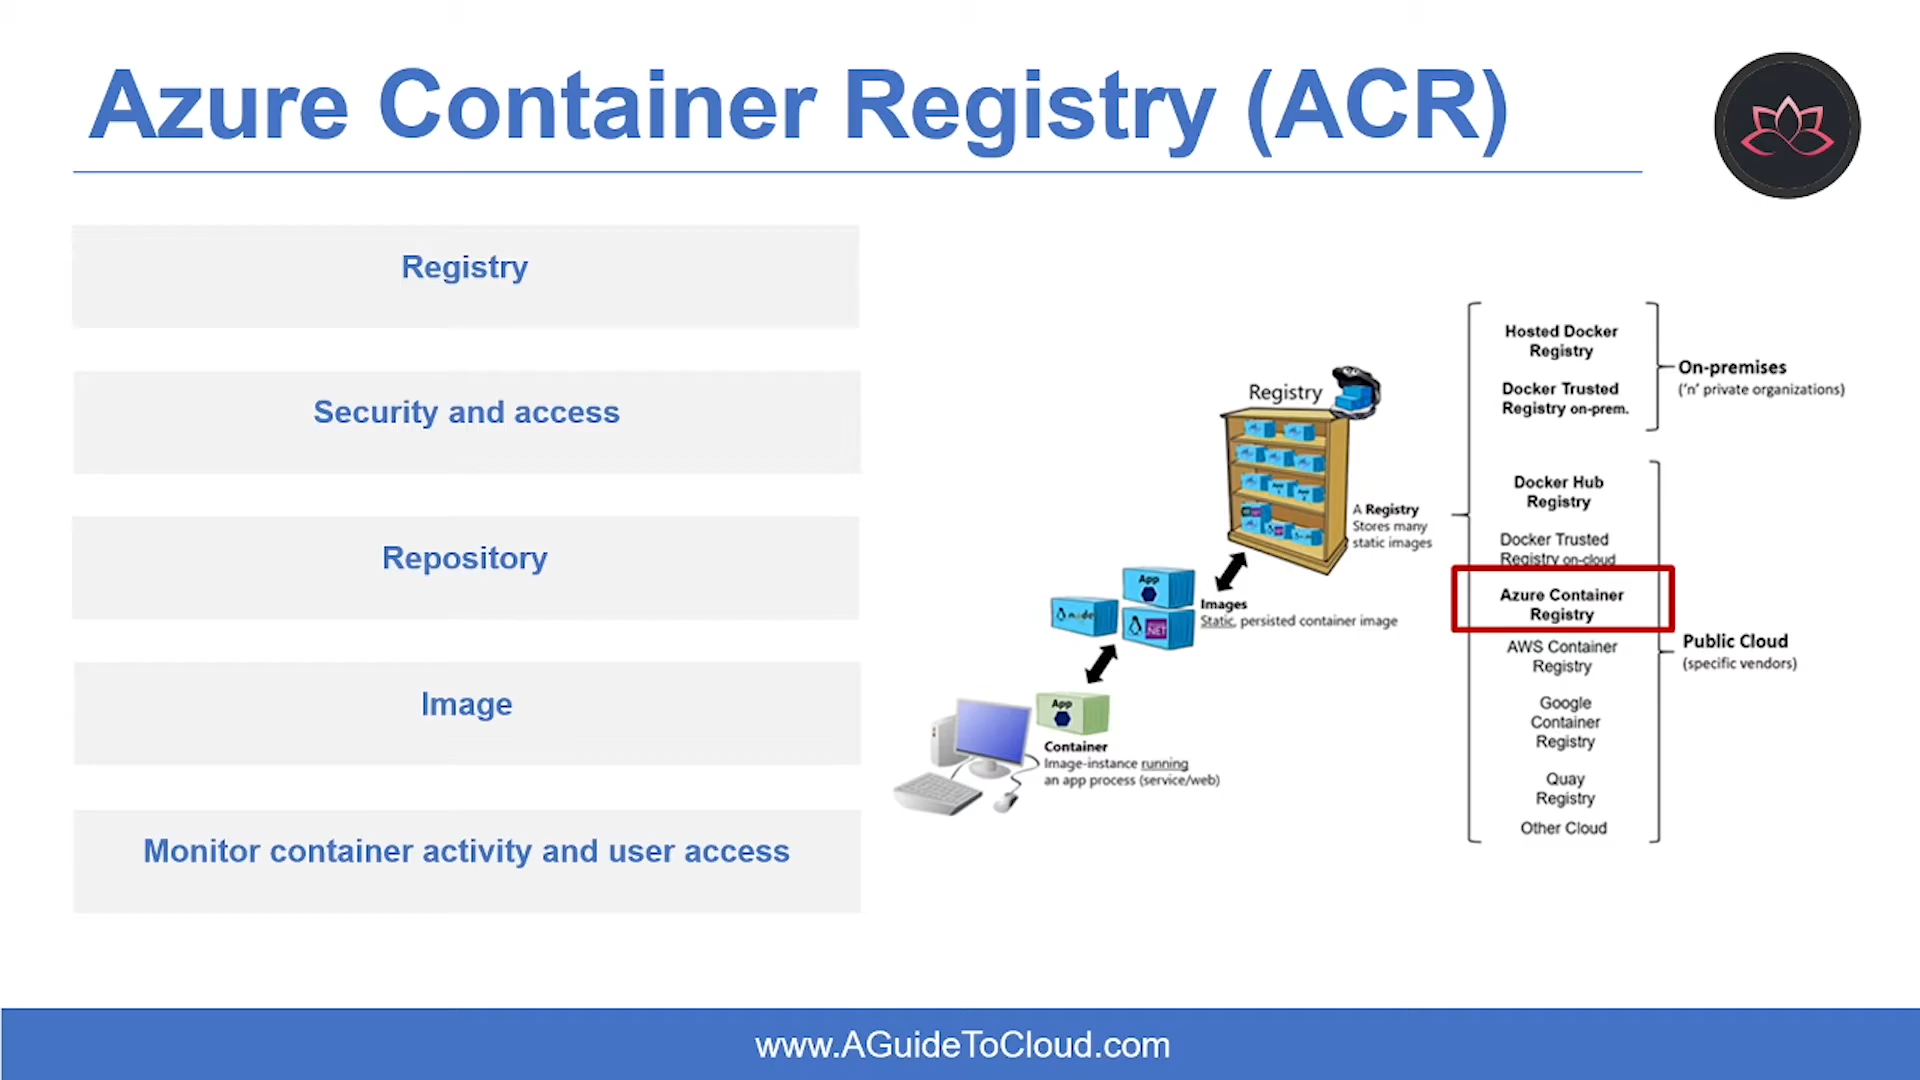 Azure Container Registry (ACR)
Registry
Security and access
Repository
Image
Monitor container activity and user access
Registry
A Registry
Stores many
static images
App
node
.NET
Images
Static, persisted container image
App
Container
Image-instance running
an app process (service/web)
Hosted Docker
Registry
Docker Trusted
Registry on-prem.
On-premises
('n' private organizations)
Docker Hub
Registry
Docker Trusted
Registry on-cloud
Azure Container
Registry
AWS Container
Registry
Google
Container
Registry
Quay
Registry
Other Cloud
Public Cloud
(specific vendors)
www.AGuideToCloud.com